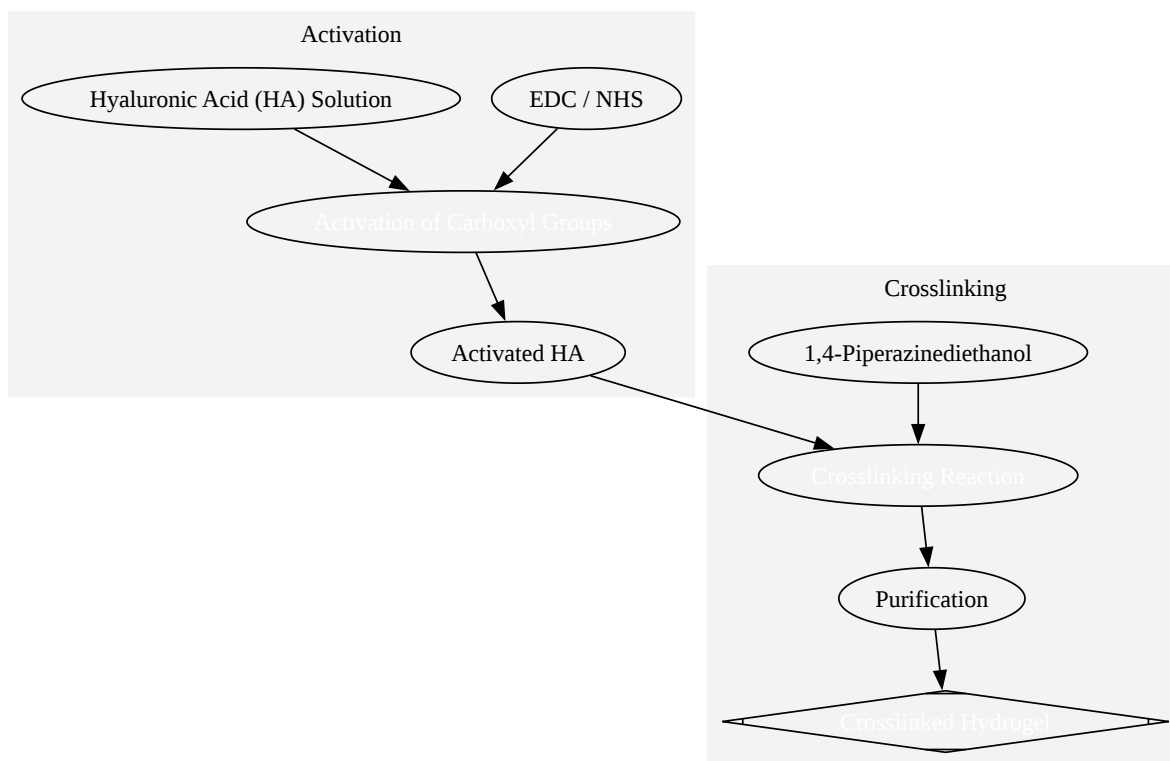 Activation
Hyaluronic Acid (HA) Solution
EDC / NHS
Activation of Carboxyl Groups
Activated HA
Crosslinking
1,4-Piperazinediethanol
Crosslinking Reaction
Purification
Crosslinked Hydrogel